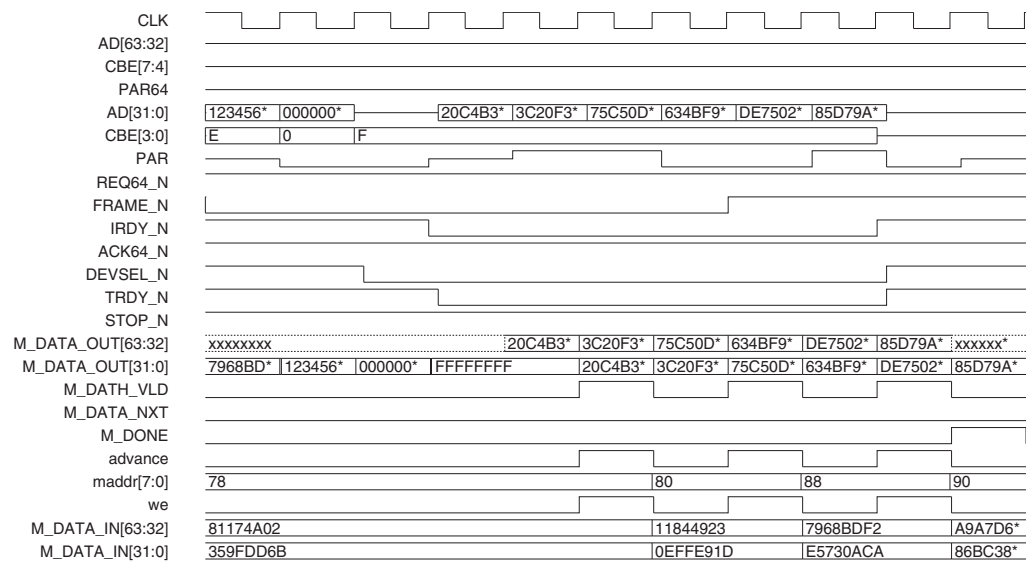 CLK
AD[63:32]
CBE[7:4]
PAR64
AD[31:0] 123456* 000000* 20C4B3* 3C20F3* 75C50D* 634BF9* DE7502* 85D79A*
CBE[3:0] E 0 F
PAR
REQ64_N
FRAME_N
IRDY_N
ACK64_N
DEVSEL_N
TRDY_N
STOP_N
M_DATA_OUT[63:32] xxxxxxxx 20C4B3* 3C20F3* 75C50D* 634BF9* DE7502* 85D79A* xxxxxx*
M_DATA_OUT[31:0] 7968BD* 123456* 000000* FFFFFFFF 20C4B3* 3C20F3* 75C50D* 634BF9* DE7502* 85D79A*
M_DATH_VLD
M_DATA_NXT
M_DONE
advance
maddr[7:0] 78 80 88 90
we
M_DATA_IN[63:32] 81174A02 11844923 7968BDF2 A9A7D6*
M_DATA_IN[31:0] 359FDD6B 0EFFE91D E5730ACA 86BC38*